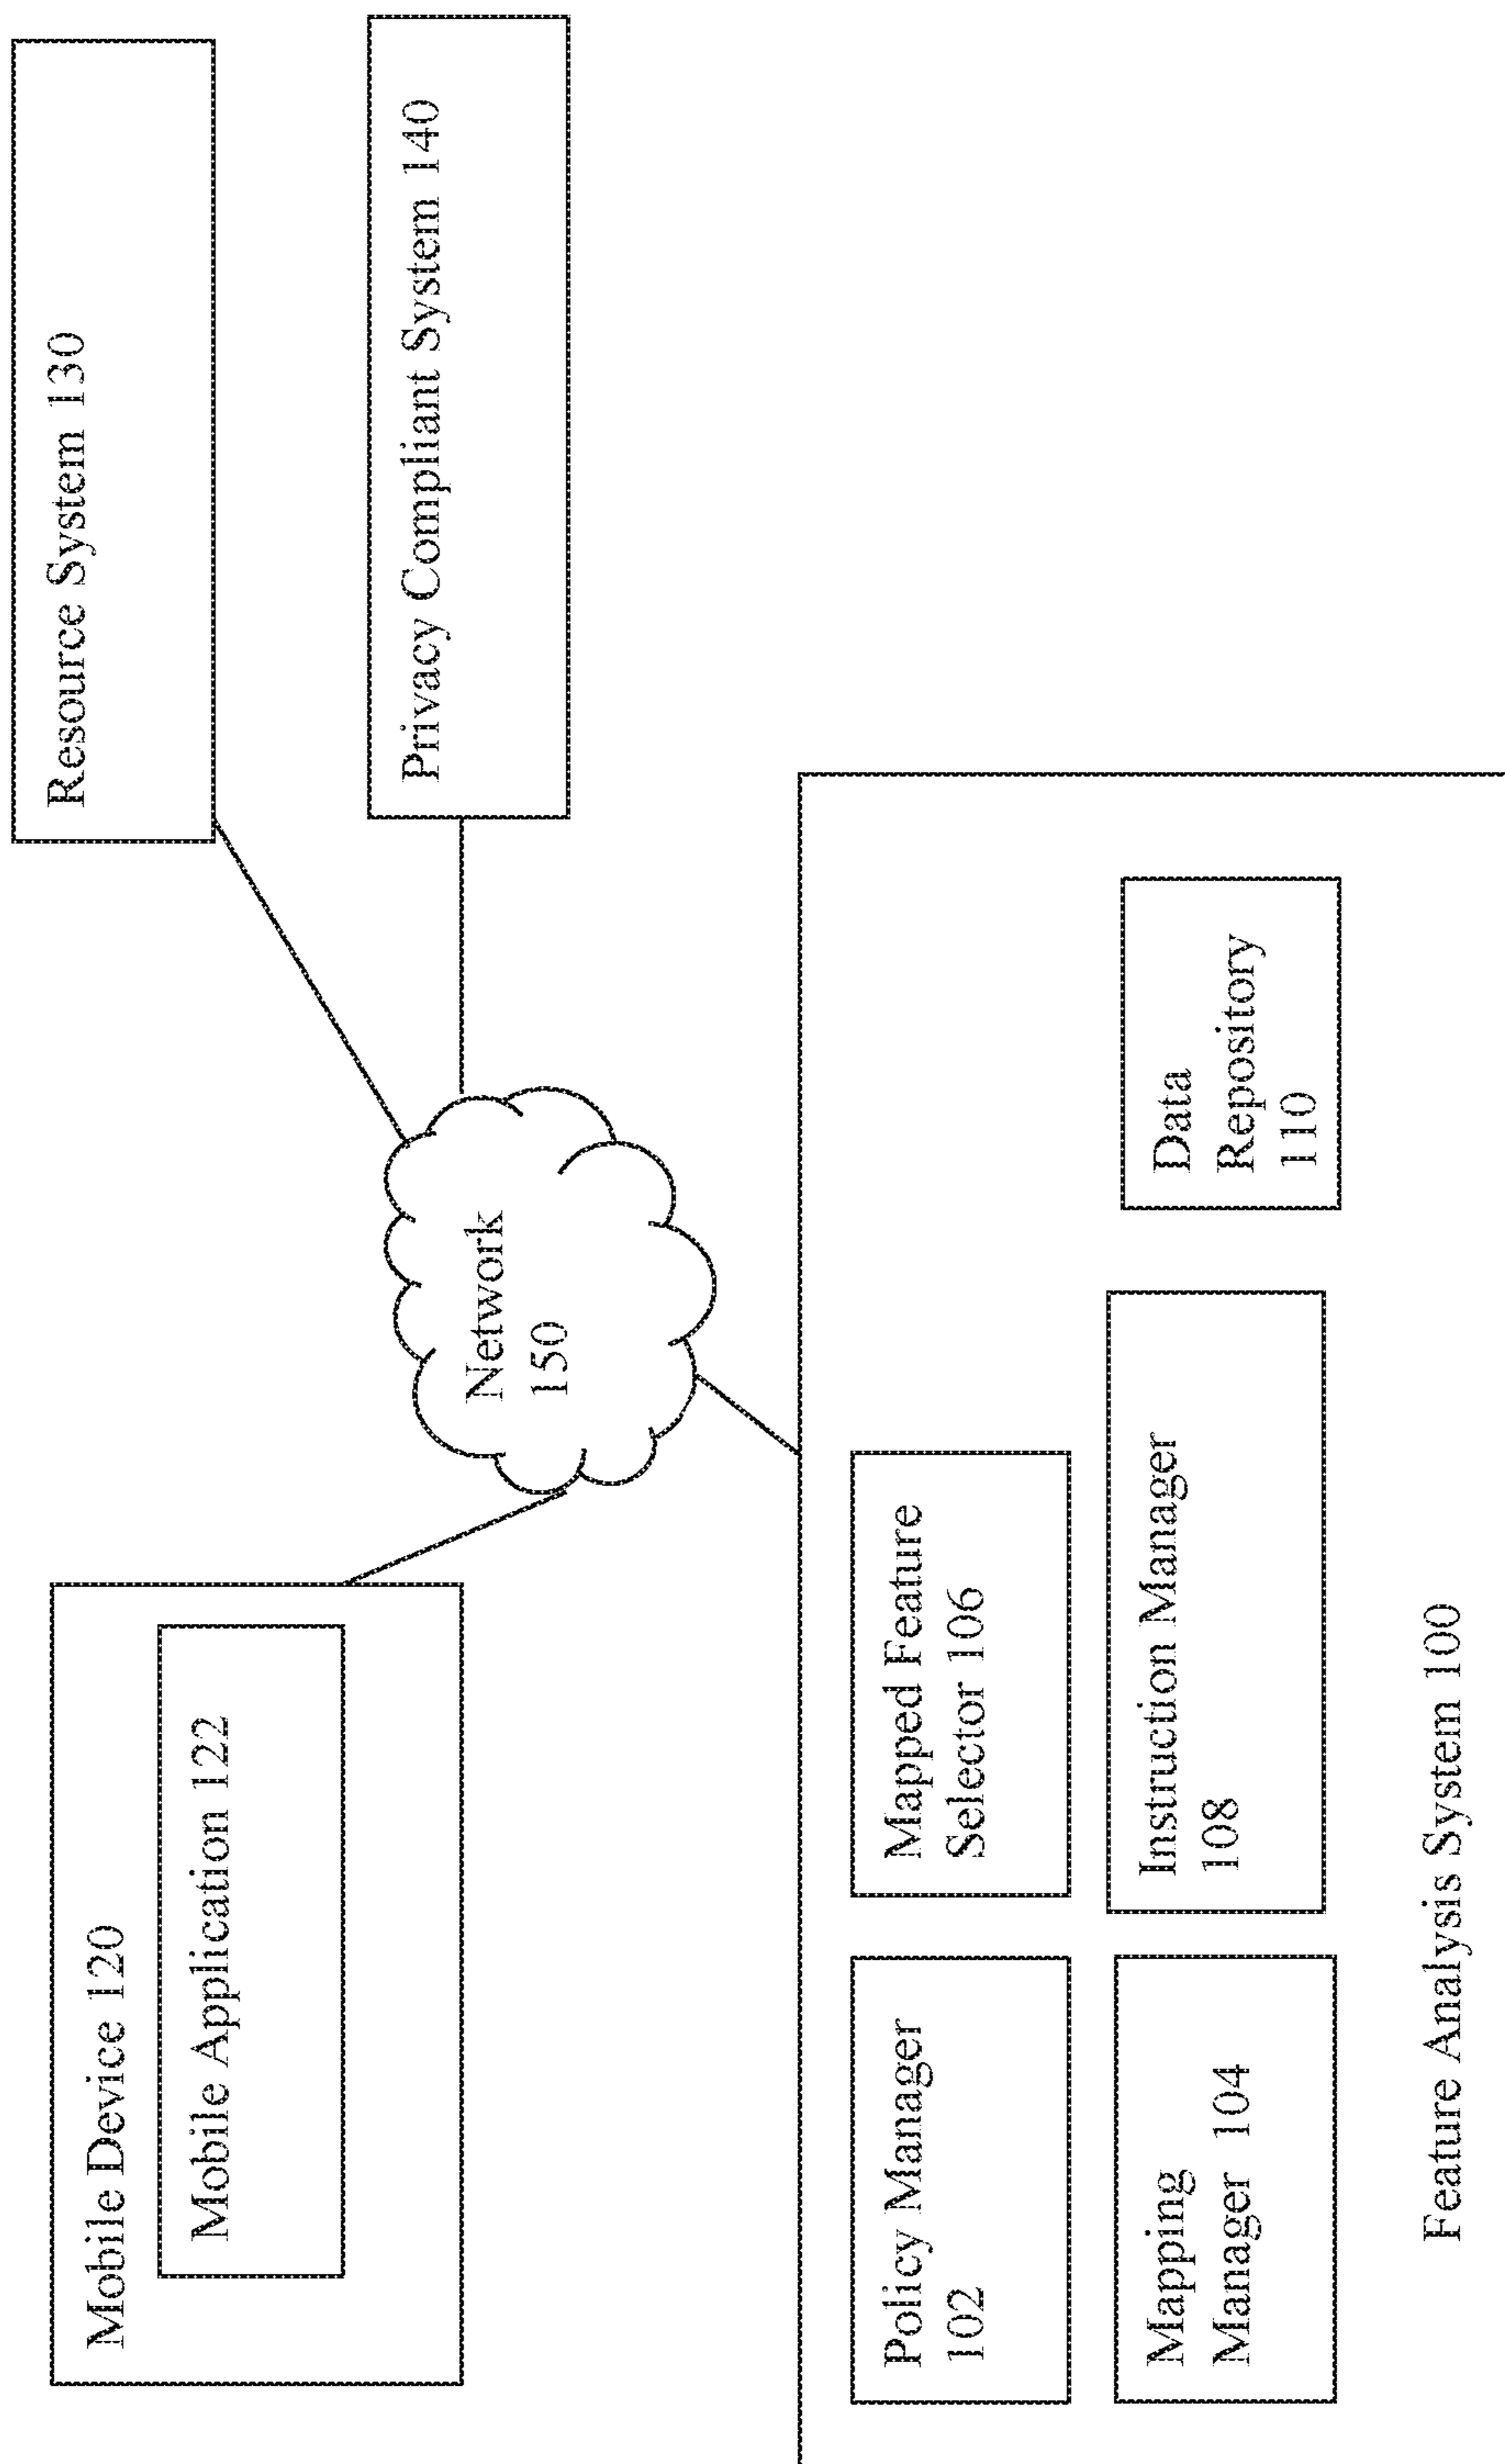 Mobile Device 120
Mobile Application 122
Resource System 130
Privacy Compliant System 140
Network
150
Policy Manager
102
Mapped Feature
Selector 106
Mapping
Manager 104
Instruction Manager
108
Data
Repository
110
Feature Analysis System 100